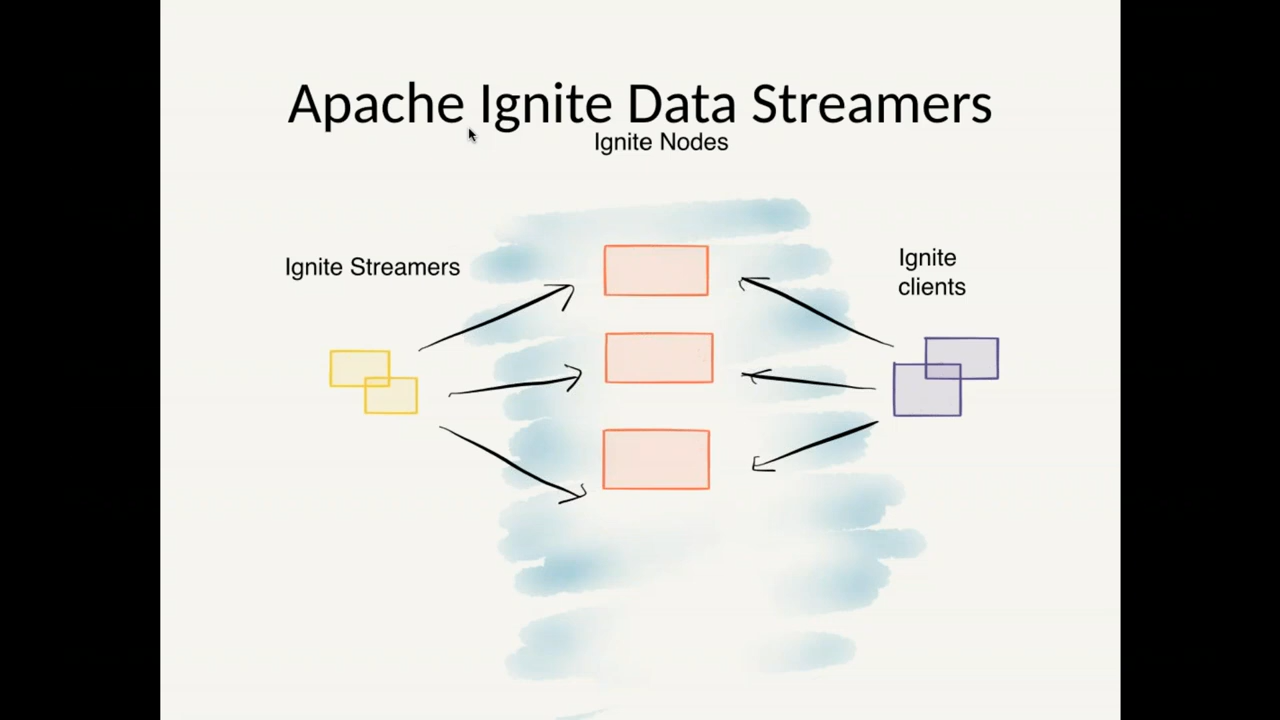 Apache Ignite Data Streamers
Ignite Nodes
Ignite Streamers
Ignite
clients